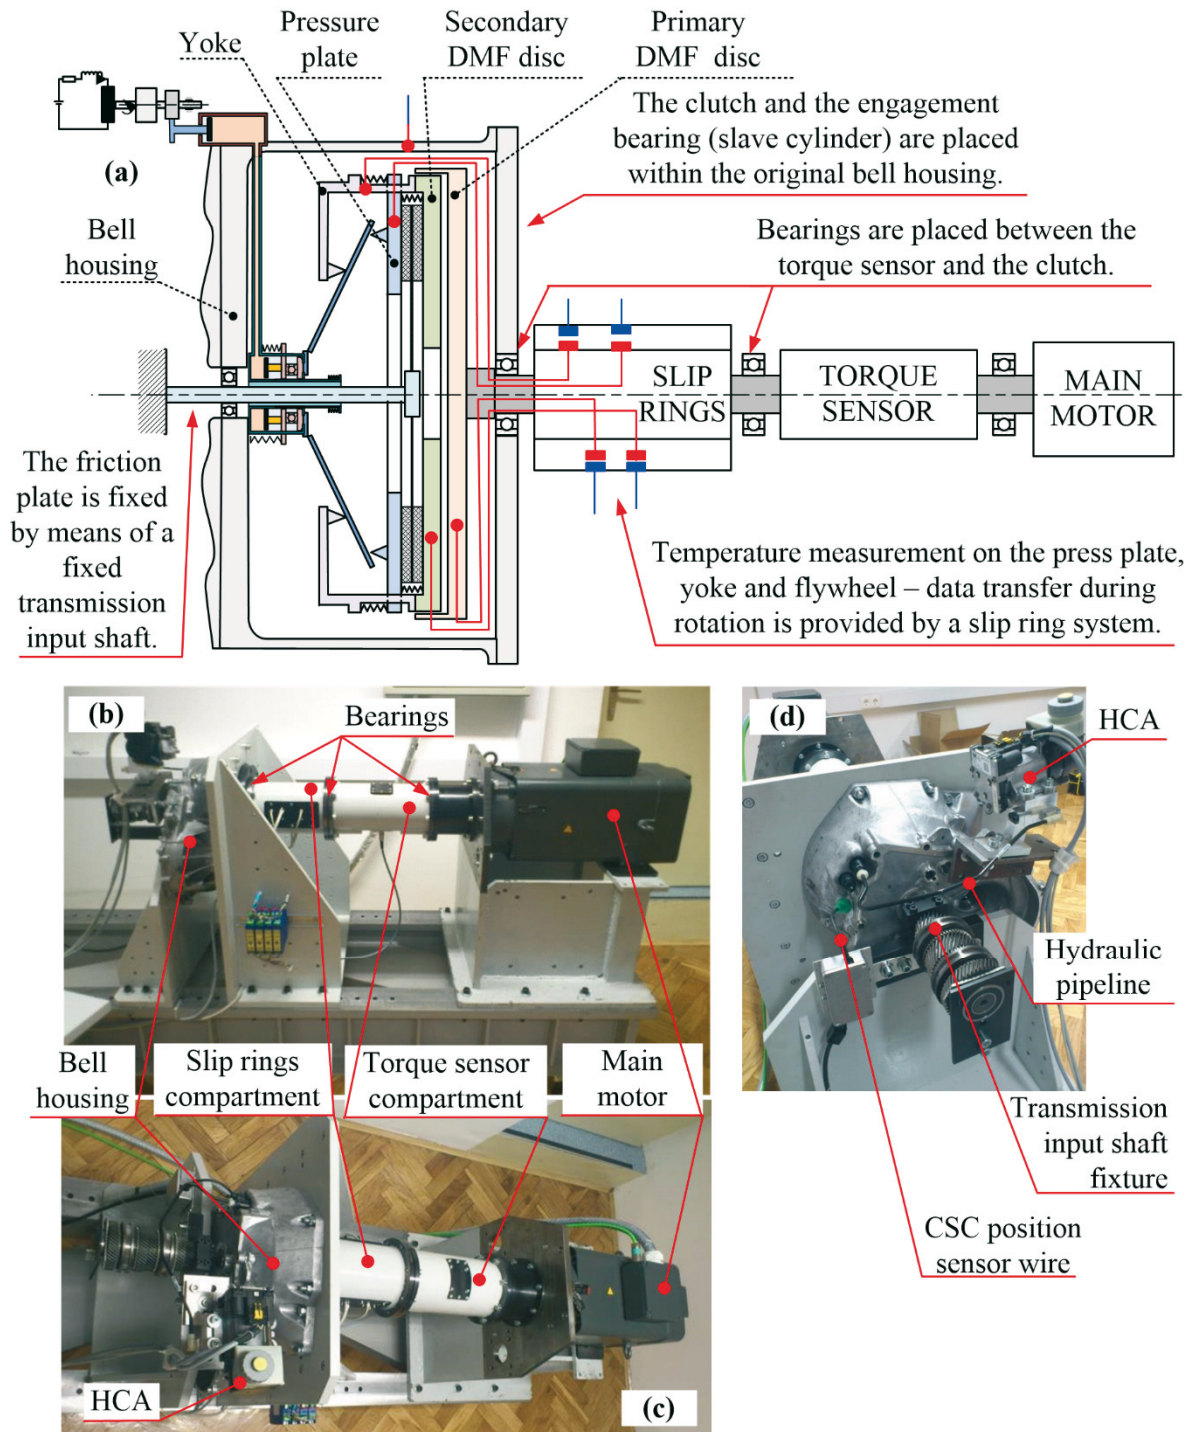 Yoke
Pressure
plate
Secondary
DMF disc
Primary
DMF disc
The clutch and the engagement
bearing (slave cylinder) are placed
within the original bell housing.
(a)
Bell
housing
Bearings are placed between the
torque sensor and the clutch.
SLIP
RINGS
TORQUE
SENSOR
MAIN
MOTOR
The friction
plate is fixed
by means of a
fixed
transmission
input shaft.
Temperature measurement on the press plate,
yoke and flywheel – data transfer during
rotation is provided by a slip ring system.
(b)
Bearings
(d)
HCA
Hydraulic
pipeline
Bell
housing
Slip rings
compartment
Torque sensor
compartment
Main
motor
Transmission
input shaft
fixture
CSC position
sensor wire
HCA
(c)